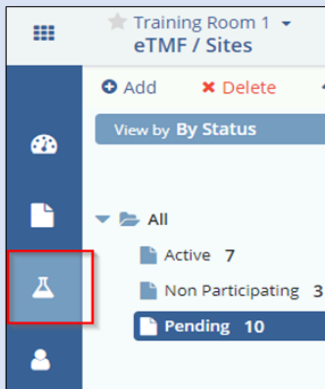 Training Room 1
eTMF / Sites
Add Delete
View by By Status
All
Active 7
Non Participating 3
Pending 10